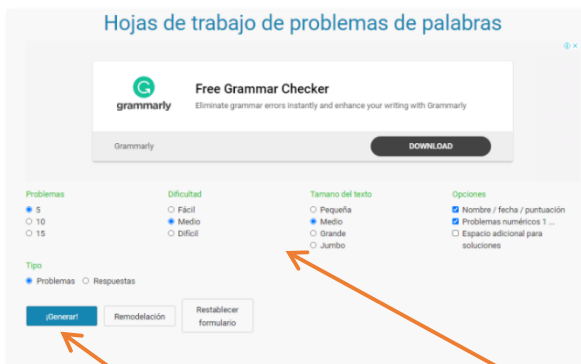 Hojas de trabajo de problemas de palabras
grammarly
Free Grammar Checker
Eliminate grammar errors instantly and enhance your writing with Grammarly
Grammarly
DOWNLOAD
Problemas
5
10
15
Dificultad
Fácil
Medio
Difícil
Tamano del texto
Pequeña
Medio
Grande
Jumbo
Opciones
Nombre / fecha / puntuación
Problemas numéricos 1 ...
Espacio adicional para
soluciones
Tipo
Problemas
Respuestas
¡Generar!
Remodelación
Restablecer
formulario